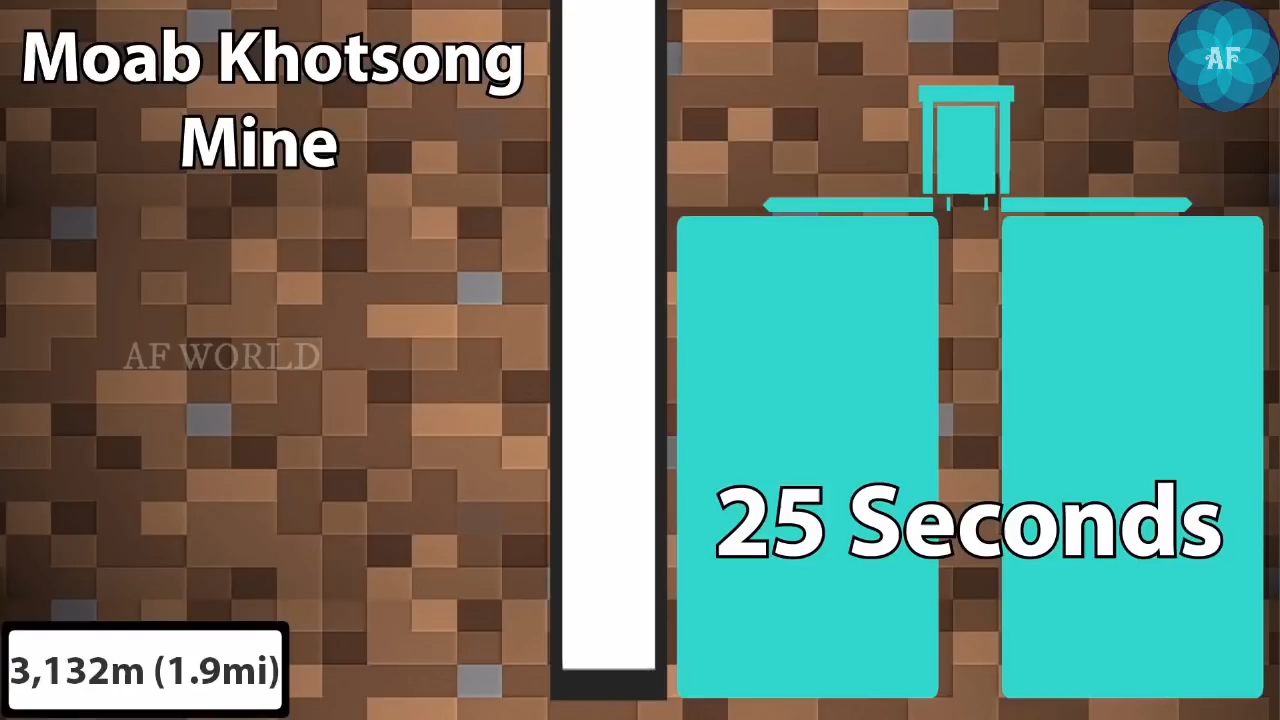 Moab Khotsong
Mine
AF
AF WORLD
25 Seconds
3,132m (1.9mi)